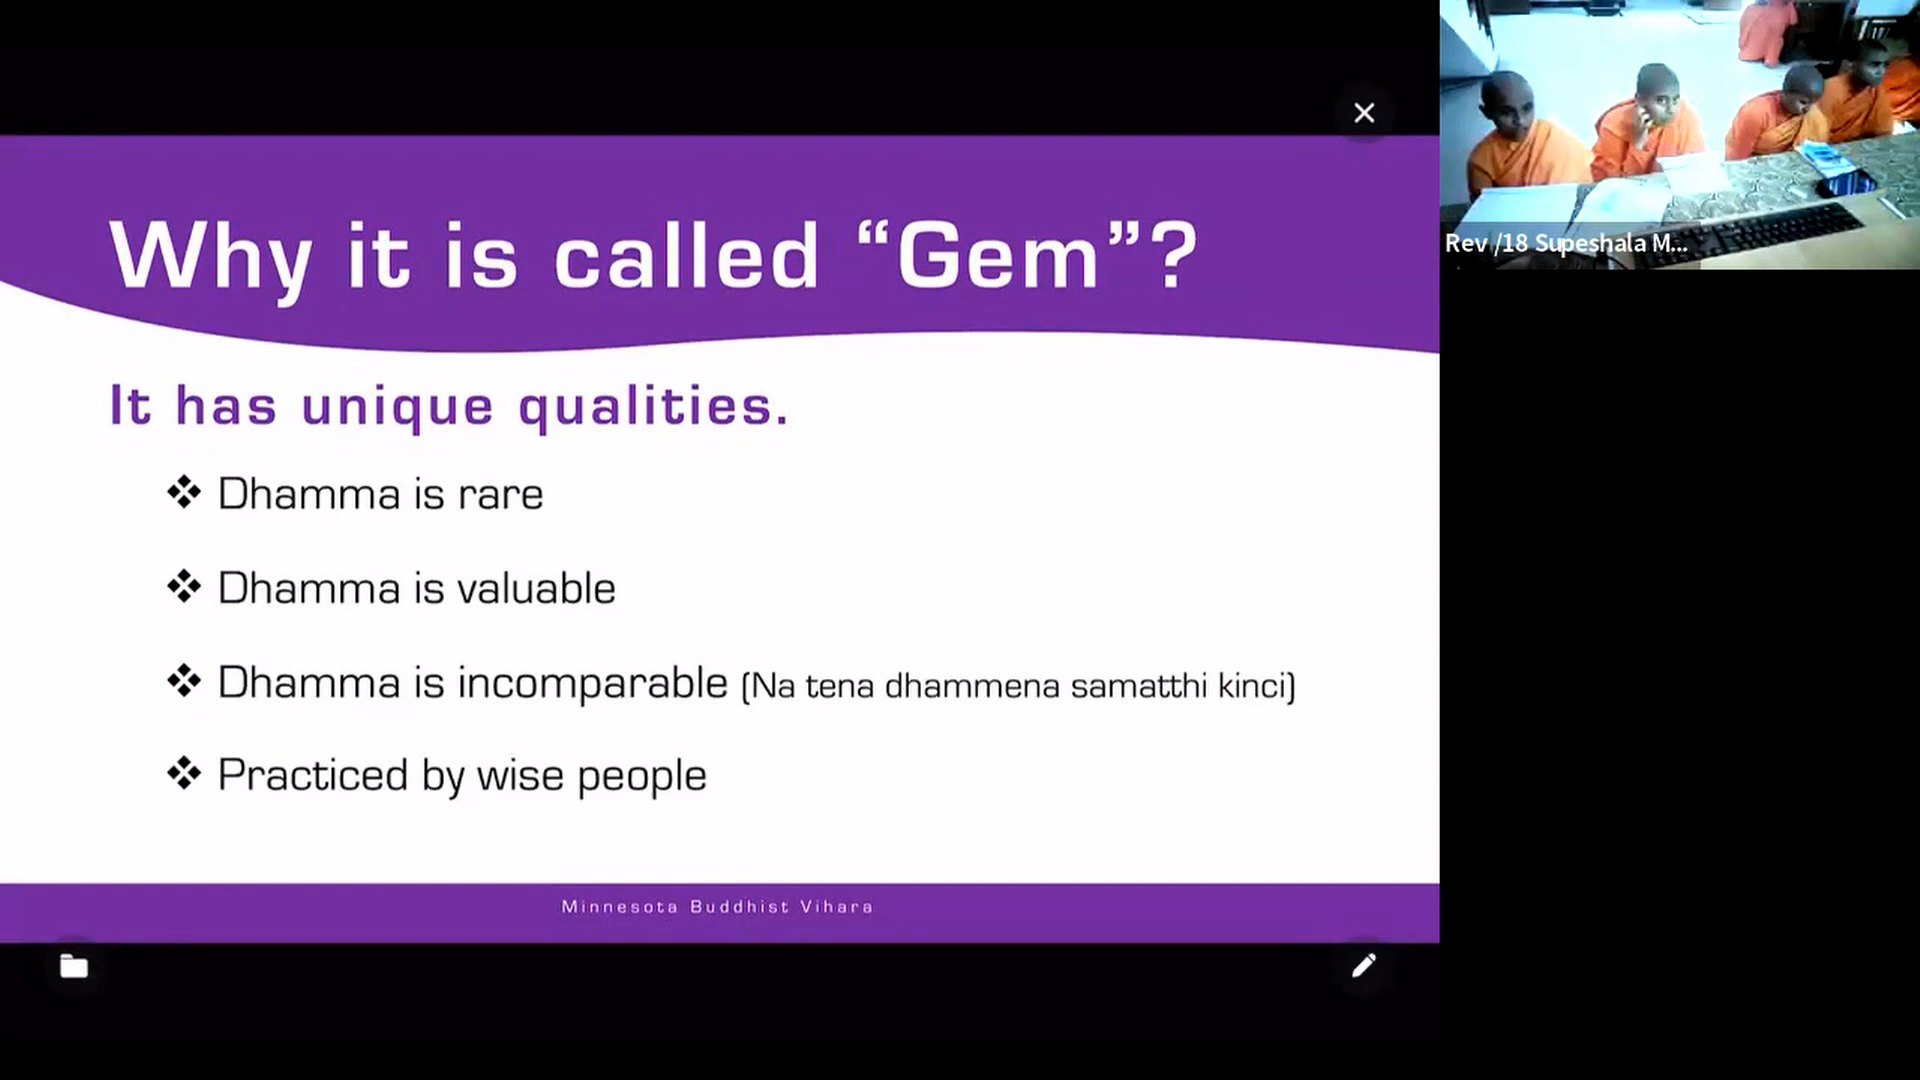 Why it is called “Gem”?
It has unique qualities.
❖ Dhamma is rare
❖ Dhamma is valuable
❖ Dhamma is incomparable (Na tena dhammena samatthi kinci)
❖ Practiced by wise people
Minnesota Buddhist Vihara
Rev /18 Supeshala M...